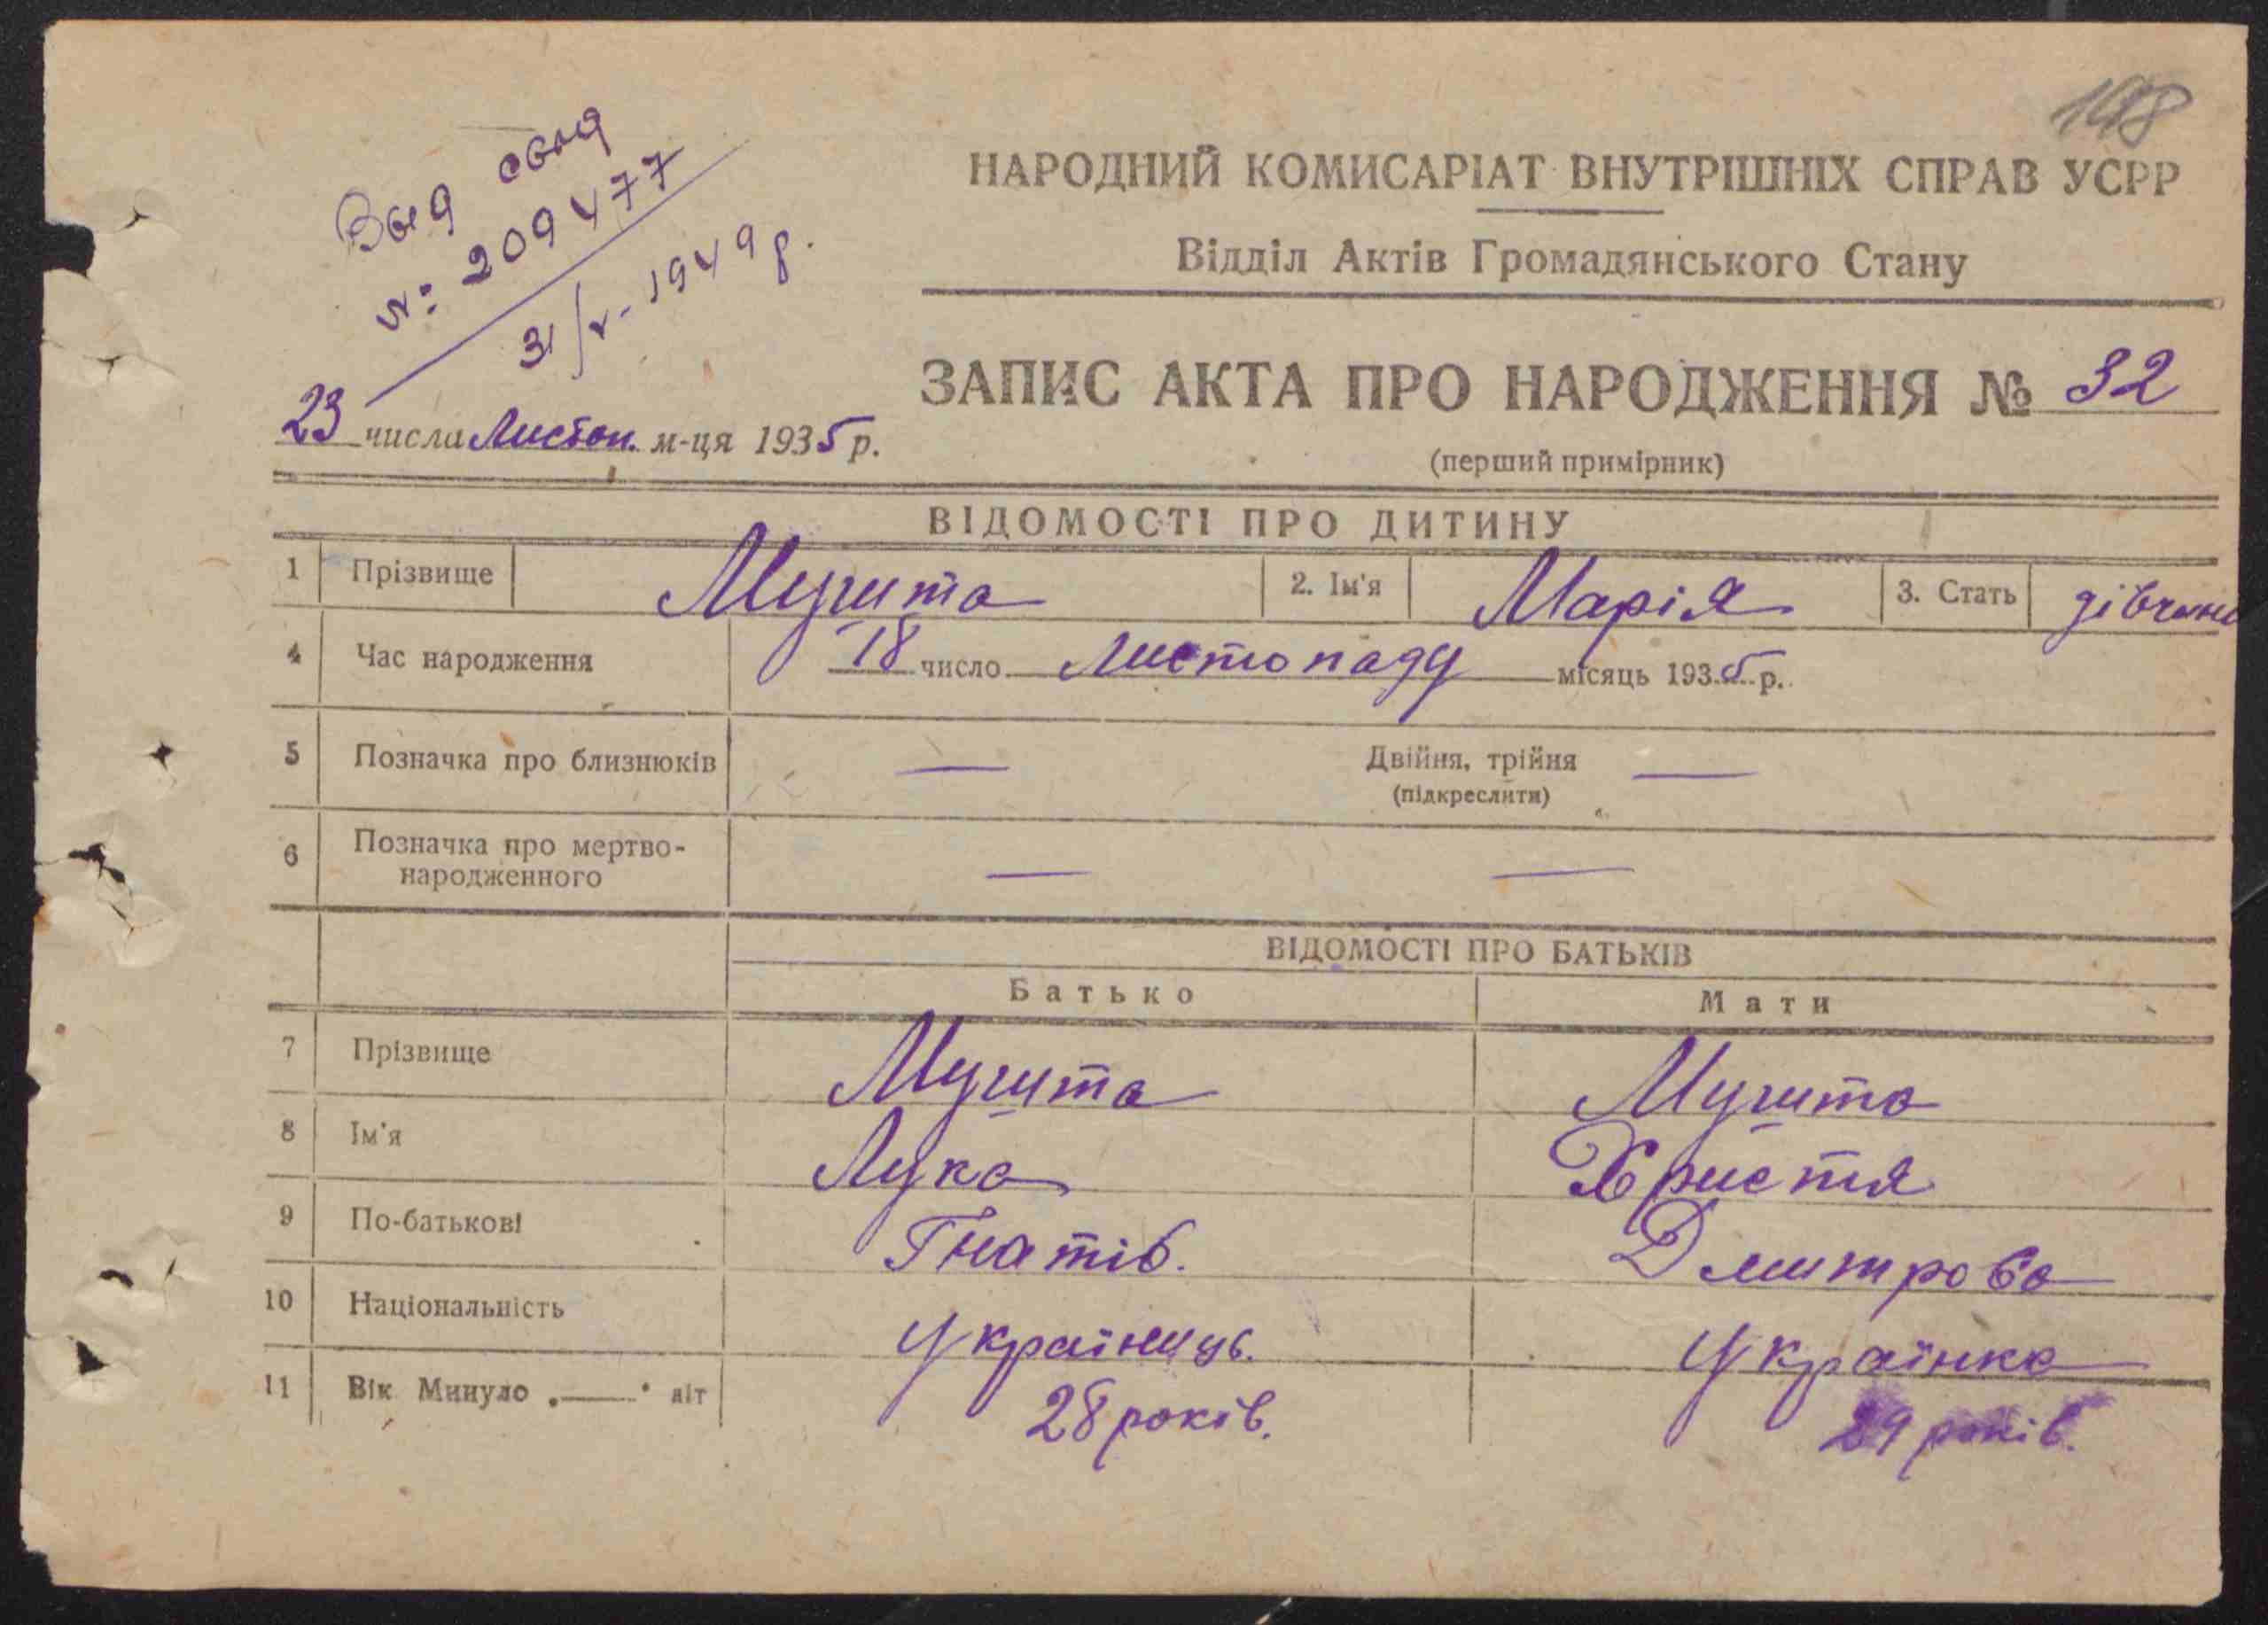 198
Выд свид
№: 209477
31/V-1949 р.
НАРОДНИЙ КОМИСАРІАТ ВНУТРІШНІХ СПРАВ УСРР
Відділ Актів Громадянського Стану
ЗАПИС АКТА ПРО НАРОДЖЕННЯ № 32
(перший примірник)
23 числа Листоп. м-ця 1935 р.
ВІДОМОСТІ ПРО ДИТИНУ
1 Прізвище Мушта 2. Ім'я Марія 3. Стать дівчина
4 Час народження 18 число Листопаду місяць 1935 р.
5 Позначка про близнюків — Двійня, трійня —
(підкреслити)
6 Позначка про мертво-
народженного — —
ВІДОМОСТІ ПРО БАТЬКІВ
Батько Мати
7 Прізвище Мушта Мушта
8 Ім'я Лука Христя
9 По-батькові Гнатів. Дмитрова
10 Національність Українець. Українка
11 Вік Минуло „——" літ 28 років. 29 років.